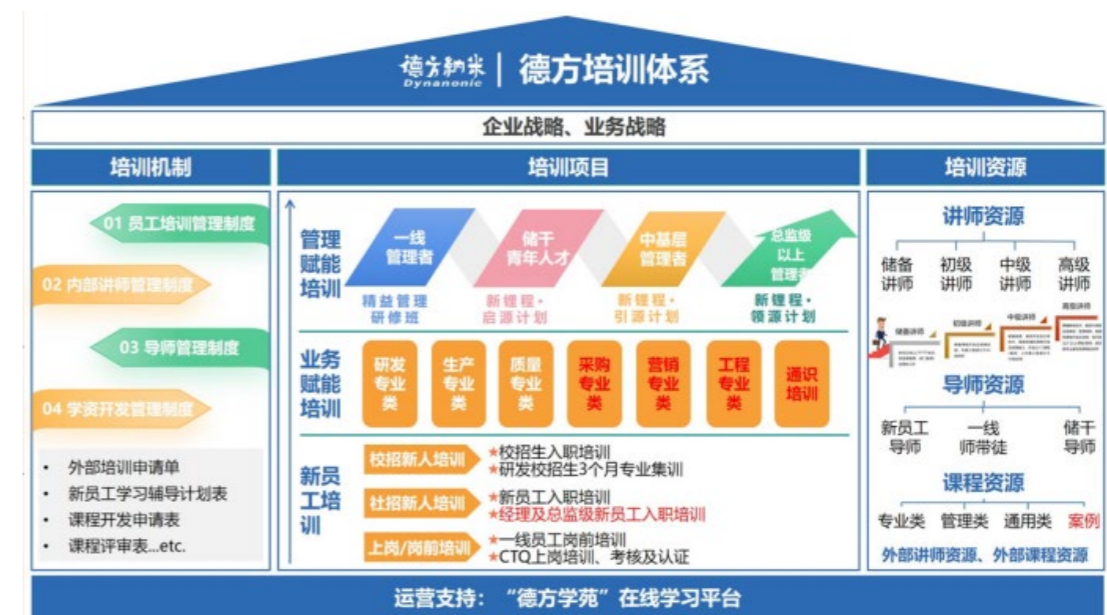 德方纳米 | 德方培训体系
Dynanonic
企业战略、业务战略
培训机制
01 员工培训管理制度
02 内部讲师管理制度
03 导师管理制度
04 学资开发管理制度
• 外部培训申请单
• 新员工学习辅导计划表
• 课程开发申请表
• 课程评审表...etc.
培训项目
管理
赋能
培训
一线
管理者
储干
青年人才
中基层
管理者
总监级
以上
管理者
精益管理
研修班
新锂程·
启源计划
新锂程·
引源计划
新锂程·
领源计划
业务
赋能
培训
研发
专业
类
生产
专业
类
质量
专业
类
采购
专业
类
营销
专业
类
工程
专业
类
通识
培训
新员
工培
训
校招新人培训
★校招生入职培训
★研发校招生3个月专业集训
社招新人培训
★新员工入职培训
★经理及总监级新员工入职培训
上岗/岗前培训
★一线员工岗前培训
★CTQ上岗培训、考核及认证
培训资源
讲师资源
储备
讲师
初级
讲师
中级
讲师
高级
讲师
储备讲师
初级讲师
中级讲师
高级讲师
导师资源
新员工
导师
一线
师带徒
储干
导师
课程资源
专业类 管理类 通用类 案例
外部讲师资源、外部课程资源
运营支持：“德方学苑”在线学习平台